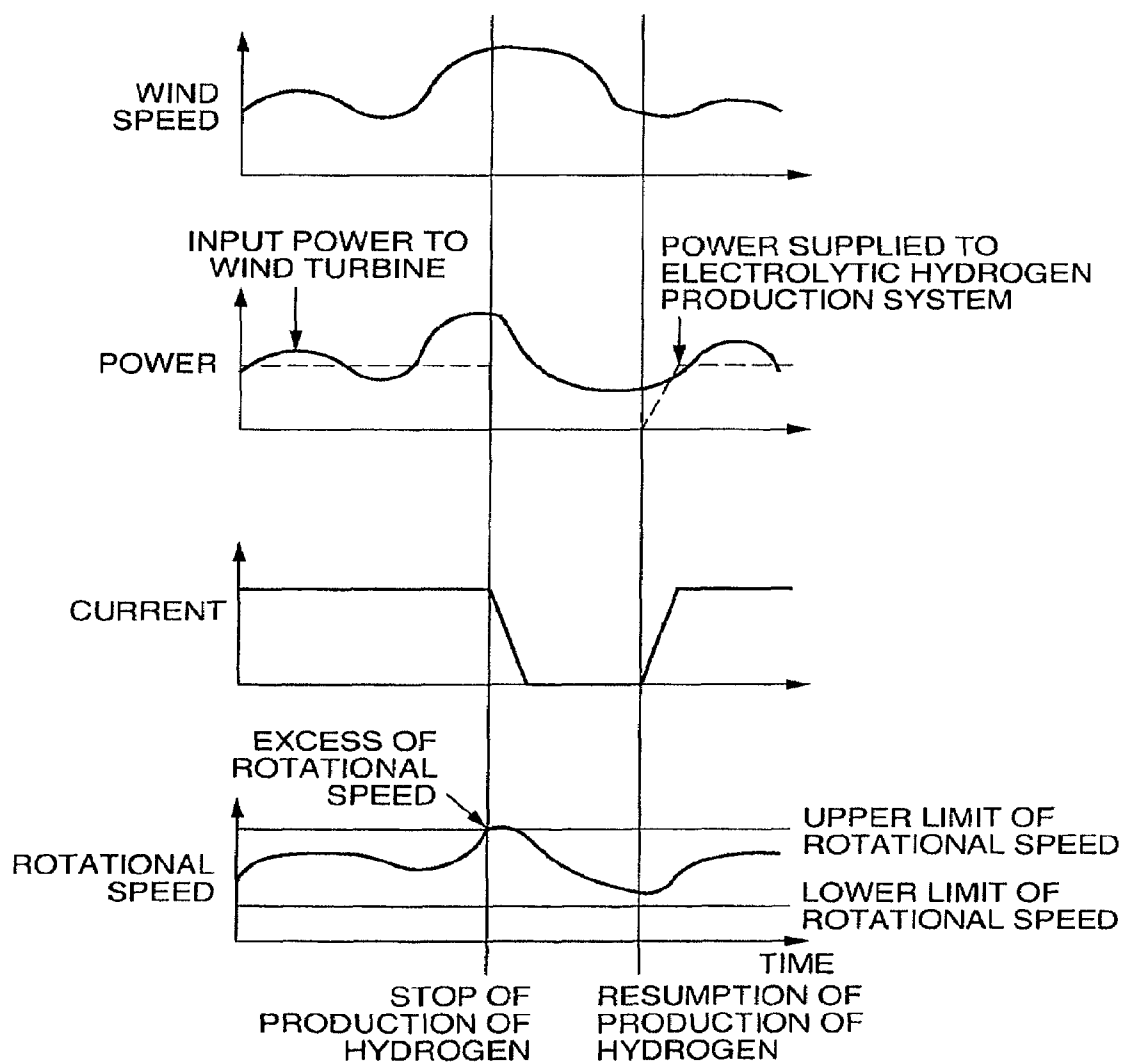 WIND
SPEED
INPUT POWER TO
WIND TURBINE
POWER SUPPLIED TO
ELECTROLYTIC HYDROGEN
PRODUCTION SYSTEM
POWER
CURRENT
EXCESS OF
ROTATIONAL
SPEED
UPPER LIMIT OF
ROTATIONAL SPEED
ROTATIONAL
SPEED
LOWER LIMIT OF
ROTATIONAL SPEED
TIME
STOP OF
PRODUCTION OF
HYDROGEN
RESUMPTION OF
PRODUCTION OF
HYDROGEN